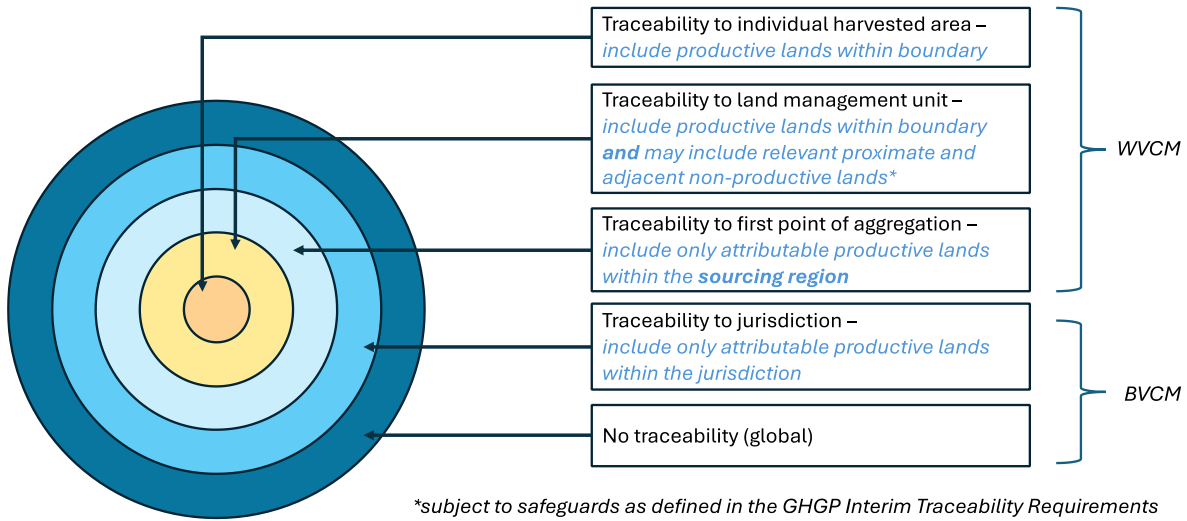 Traceability to individual harvested area –
include productive lands within boundary
Traceability to land management unit –
include productive lands within boundary
and may include relevant proximate and
adjacent non-productive lands*
WVCM
Traceability to first point of aggregation –
include only attributable productive lands
within the sourcing region
Traceability to jurisdiction –
include only attributable productive lands
within the jurisdiction
BVCM
No traceability (global)
*subject to safeguards as defined in the GHGP Interim Traceability Requirements